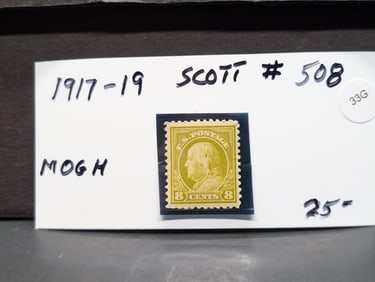 1917-19 SCOTT # 508
33G
MOGH
U.S. POSTAGE
8 CENTS 8
25-